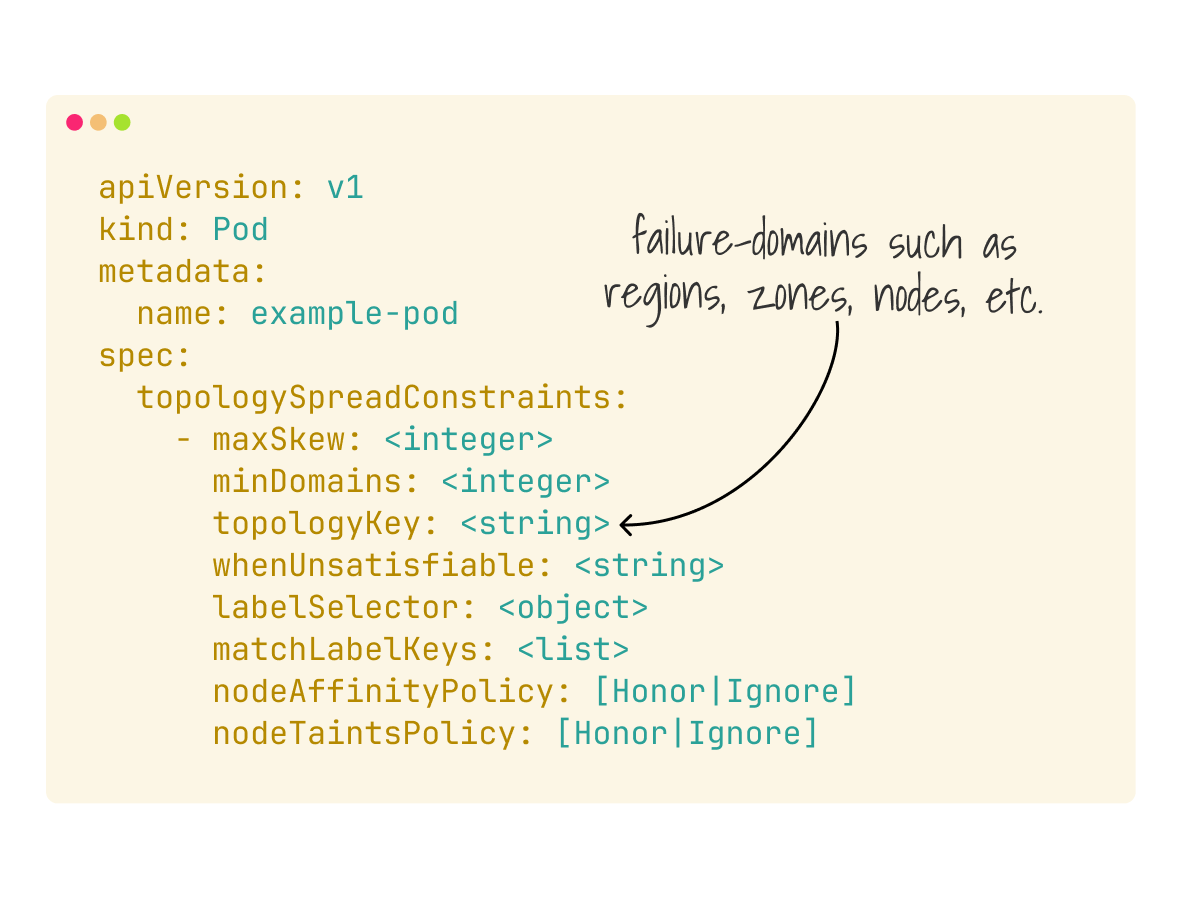 apiVersion: v1
kind: Pod
metadata:
  name: example-pod
spec:
  topologySpreadConstraints:
    - maxSkew: <integer>
      minDomains: <integer>
      topologyKey: <string>
      whenUnsatisfiable: <string>
      labelSelector: <object>
      matchLabelKeys: <list>
      nodeAffinityPolicy: [Honor|Ignore]
      nodeTaintsPolicy: [Honor|Ignore]
failure-domains such as
regions, zones, nodes, etc.